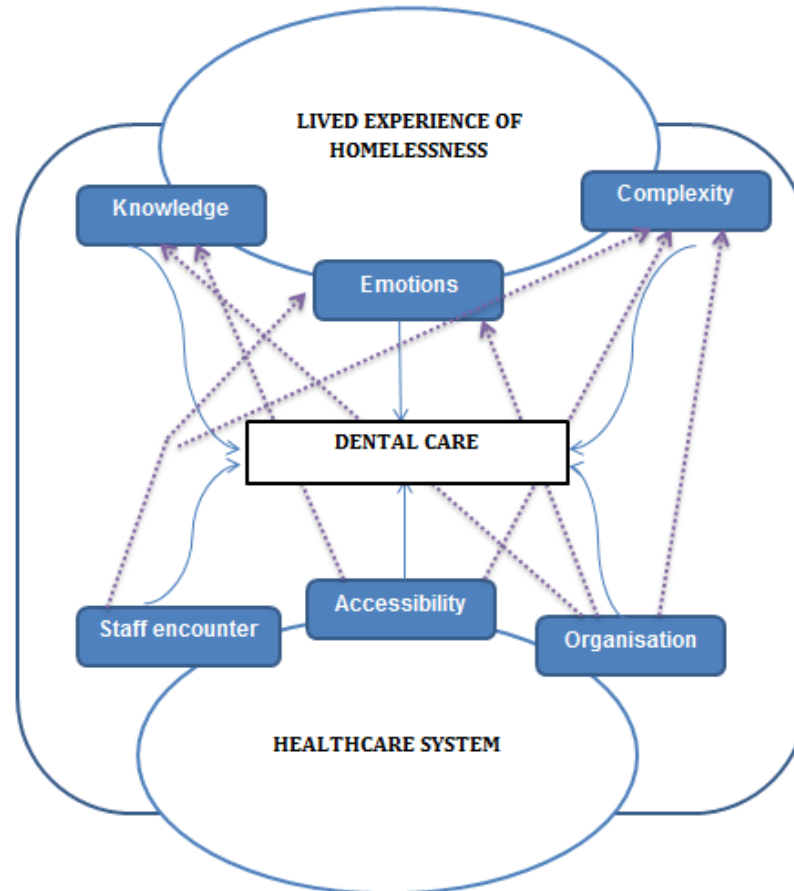 LIVED EXPERIENCE OF
HOMELESSNESS
Knowledge
Complexity
Emotions
DENTAL CARE
Staff encounter
Accessibility
Organisation
HEALTHCARE SYSTEM